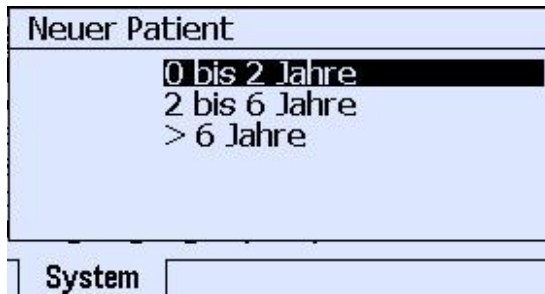 Neuer Patient
0 bis 2 Jahre
2 bis 6 Jahre
> 6 Jahre
System